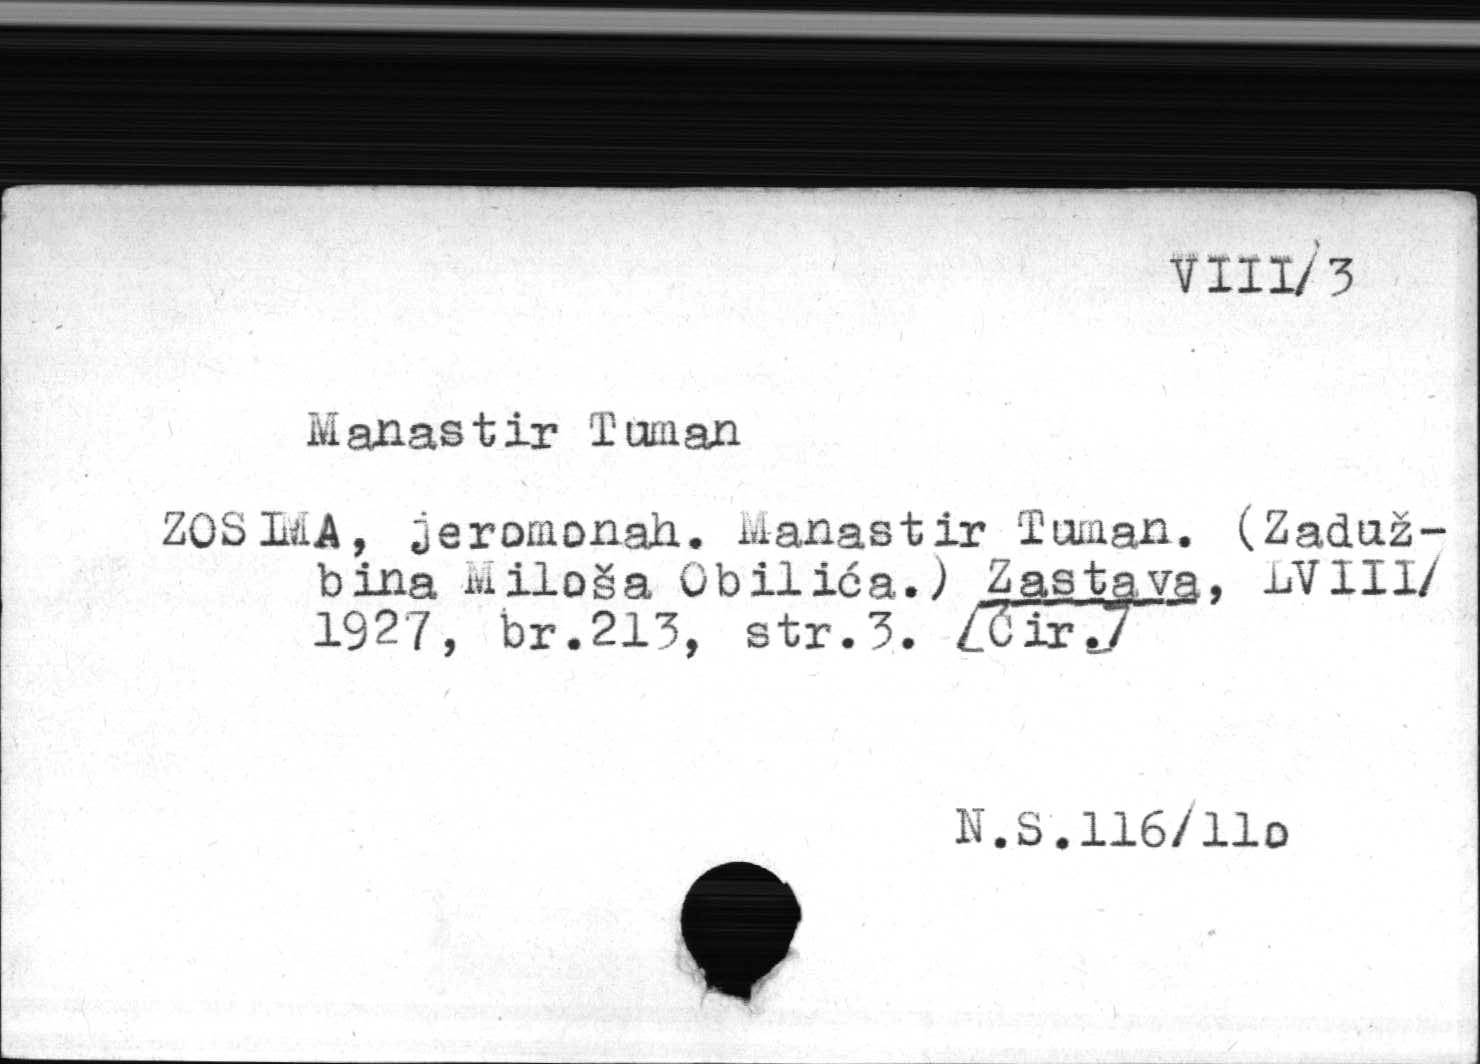 VIII/3
Manastir Tuman
ZOSIMA, jeromonah. Manastir Tuman. (Zaduž-
bina Miloša Obilića.) Zastava, LVIII/
1927, br.213, str.3. /Ćir./
N.S.116/11o